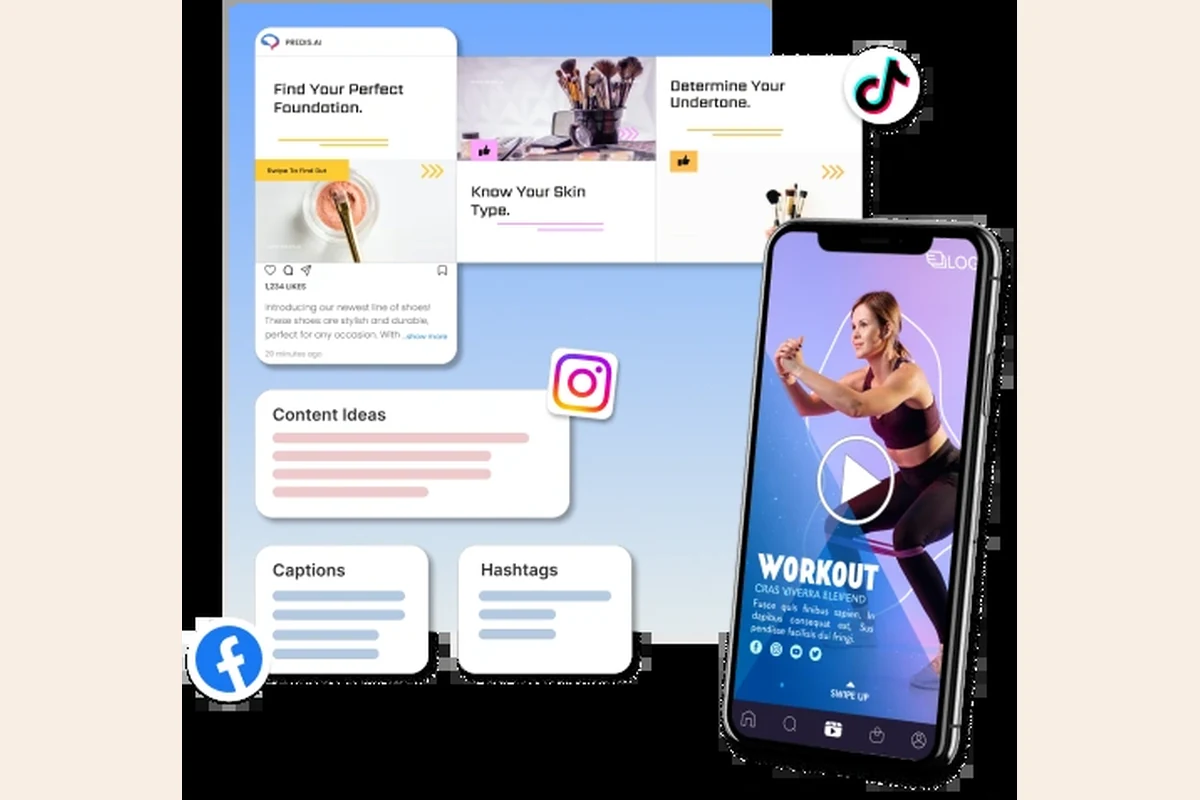 PREDIS.AI
Find Your Perfect
Foundation.
Swipe To Find Out
Know Your Skin
Type.
Determine Your
Undertone.
1,234 LIKES
Introducing our newest line of shoes!
These shoes are stylish and durable,
perfect for any occasion. With ...show more
29 minutes ago
Content Ideas
Captions
Hashtags
LOG
WORKOUT
CRAS VIVERRA ELEIFEND
Fusce quis finibus sapien, in
dapibus consequat est, Sus
pendisse facilisis dui fringi.
SWIPE UP